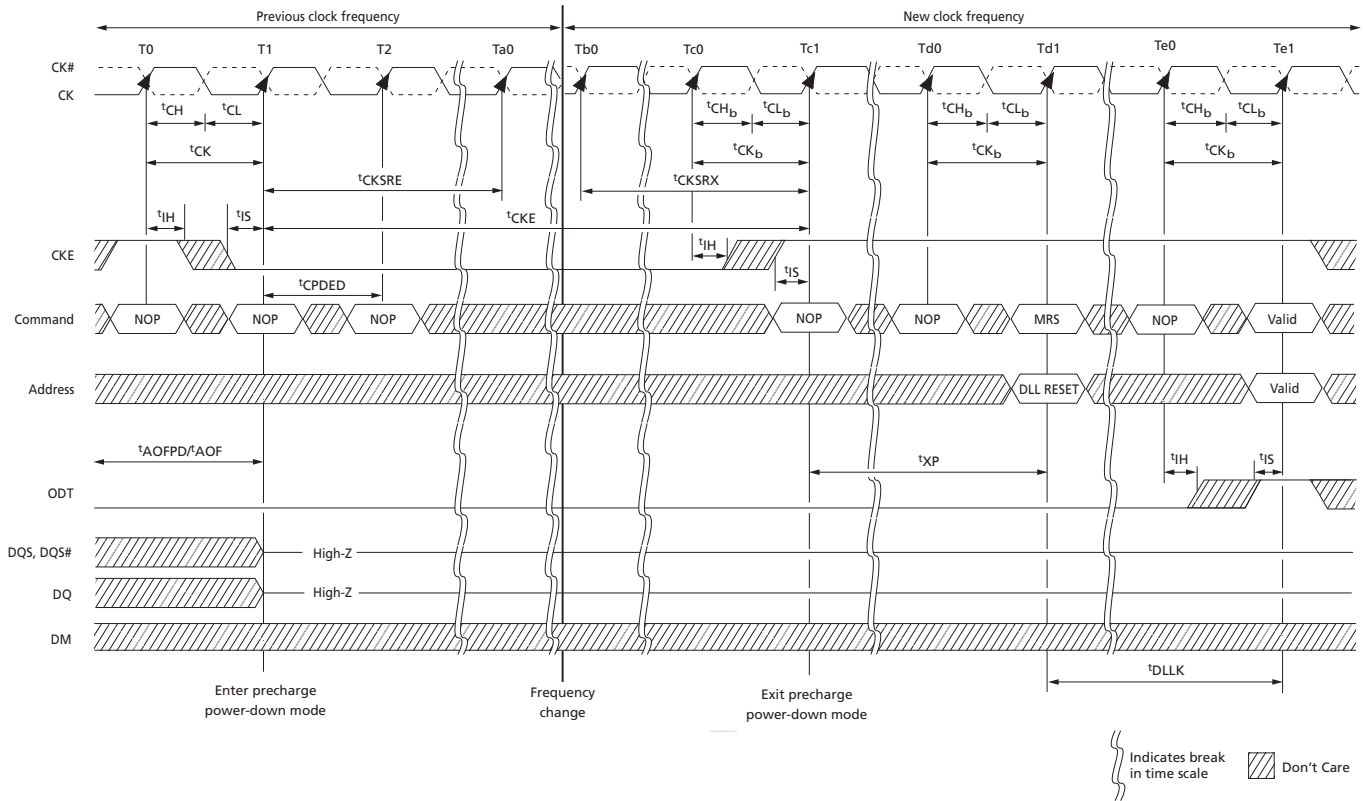 Previous clock frequency New clock frequency
T0 T1 T2 Ta0 Tb0 Tc0 Tc1 Td0 Td1 Te0 Te1
CK#
CK
tCH tCL tCHb tCLb tCHb tCLb tCHb tCLb
tCK tCKb tCKb tCKb
tCKSRE tCKSRX
tIH tIS tCKE
CKE tIH
tIS
tCPDED
Command NOP NOP NOP NOP NOP MRS NOP Valid
Address DLL RESET Valid
tAOFPD/tAOF tXP tIH tIS
ODT
DQS, DQS# High-Z
DQ High-Z
DM
tDLLK
Enter precharge
power-down mode
Frequency
change
Exit precharge
power-down mode
Indicates break
in time scale
Don't Care